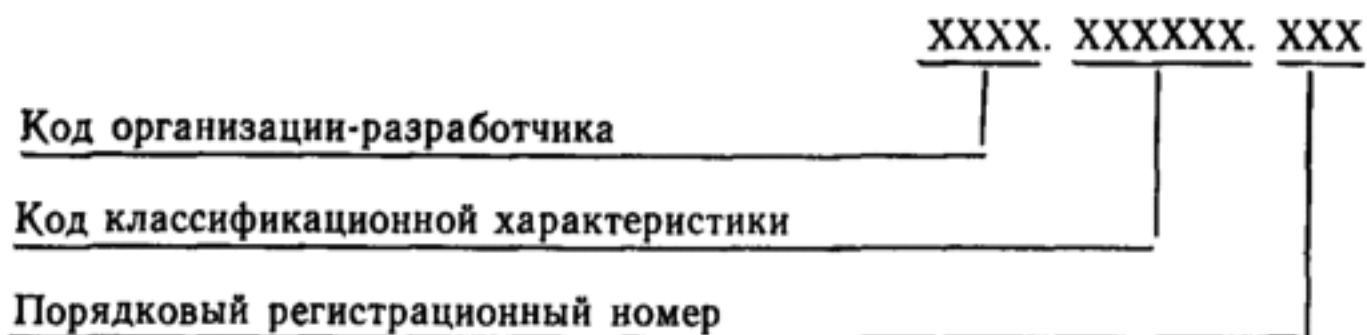 XXXX. XXXXXX. XXX
Код организации-разработчика
Код классификационной характеристики
Порядковый регистрационный номер